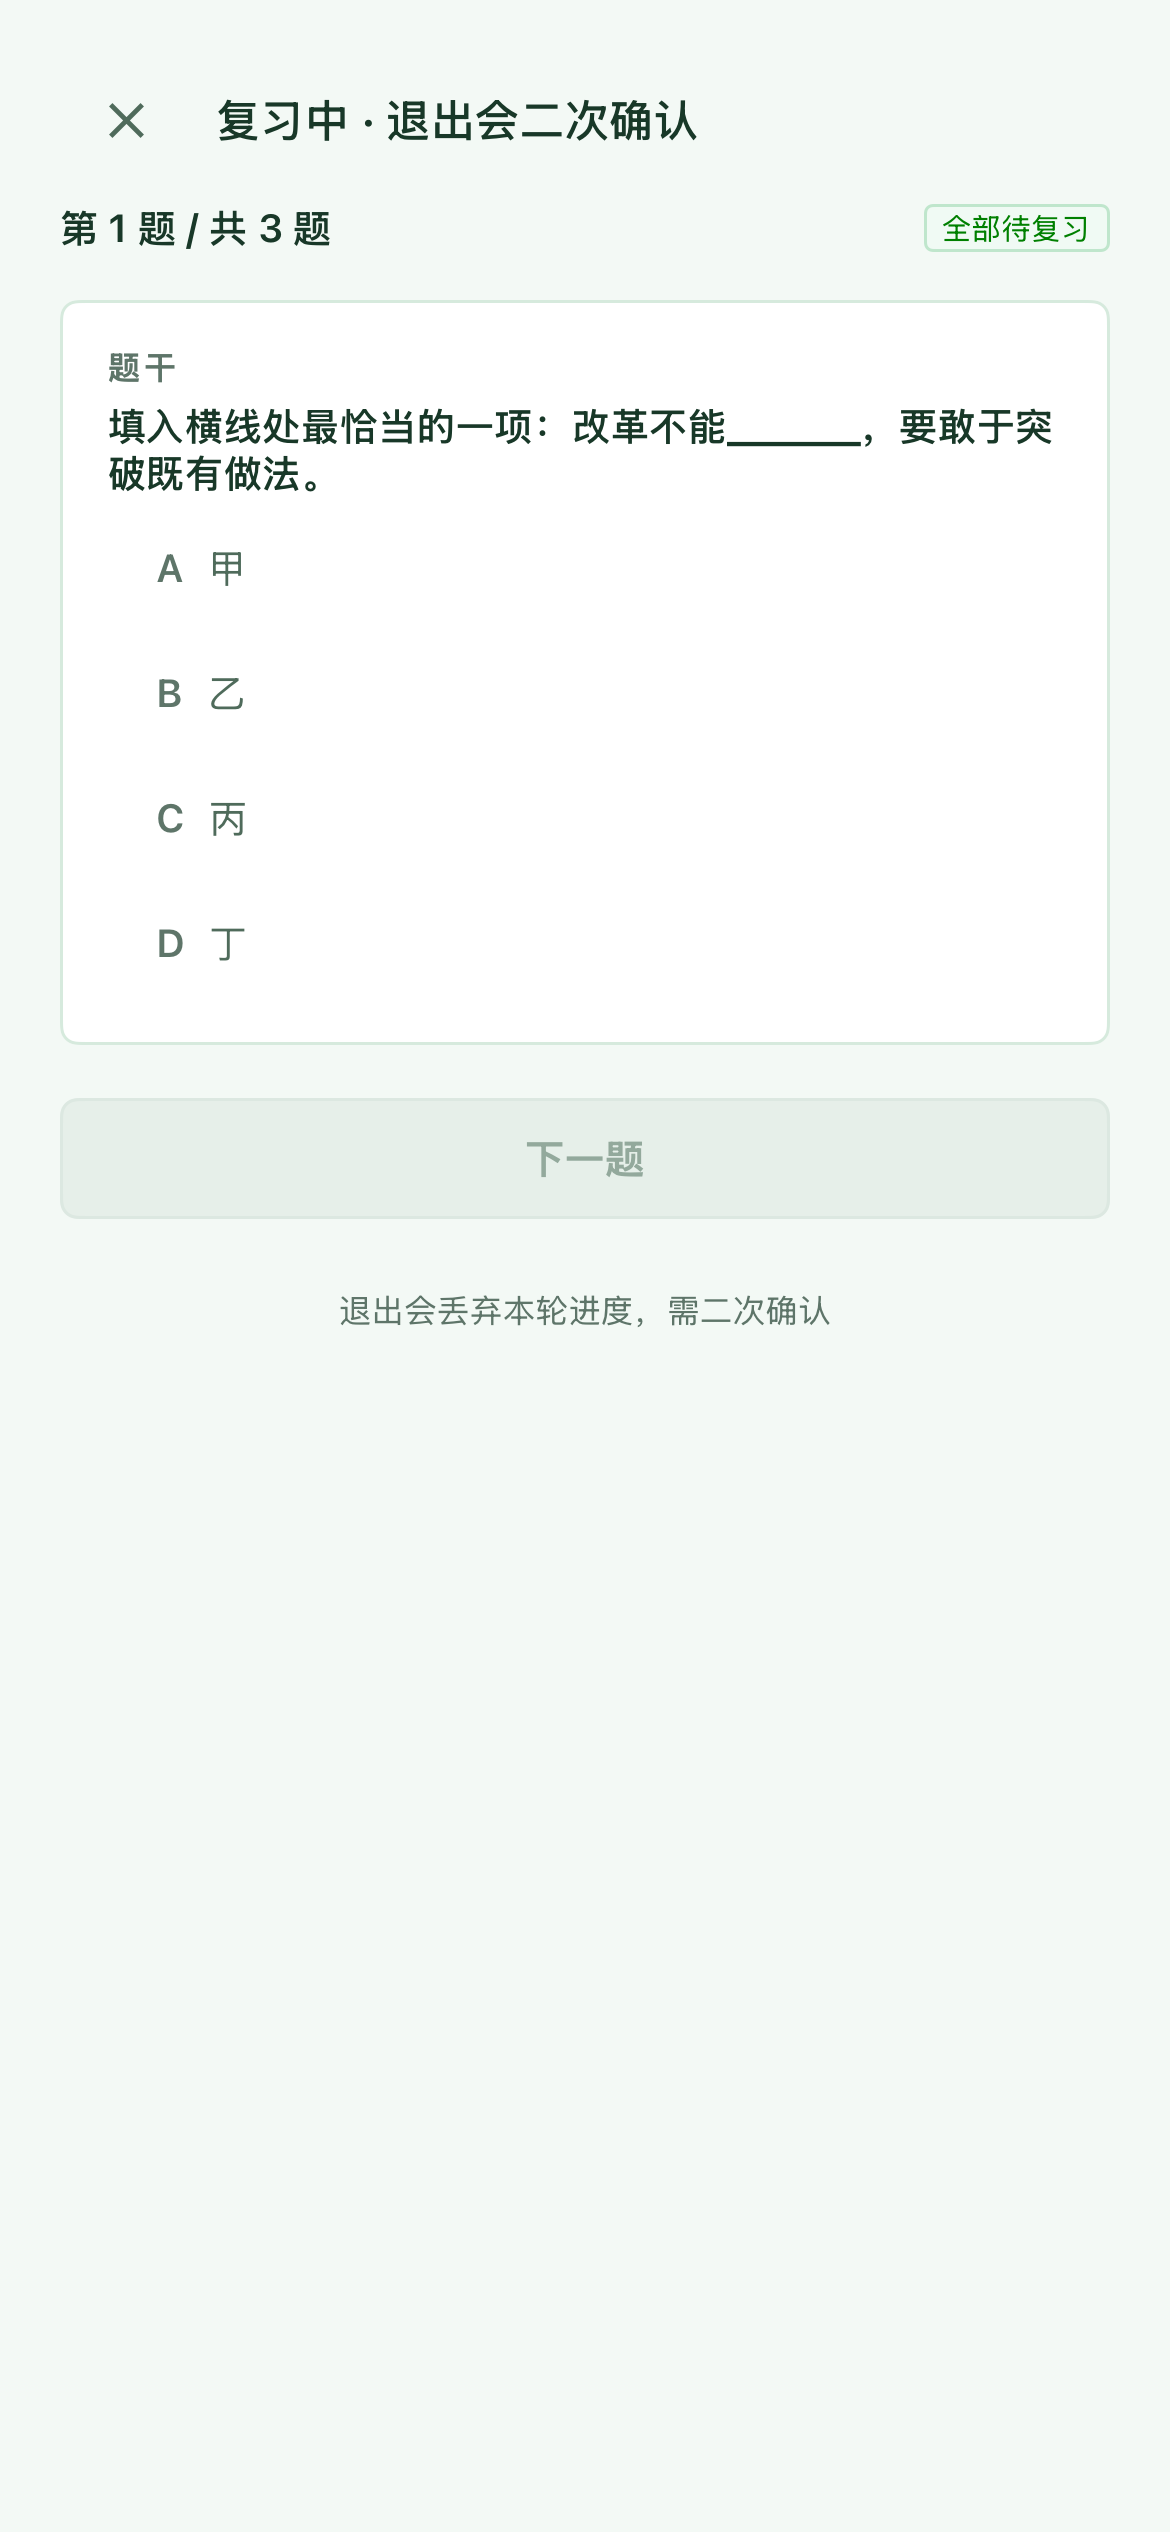 复习中 · 退出会二次确认
第 1 题 / 共 3 题
全部待复习
题干
填入横线处最恰当的一项：改革不能_______，要敢于突
破既有做法。
A 甲
B 乙
C 丙
D 丁
下一题
退出会丢弃本轮进度，需二次确认